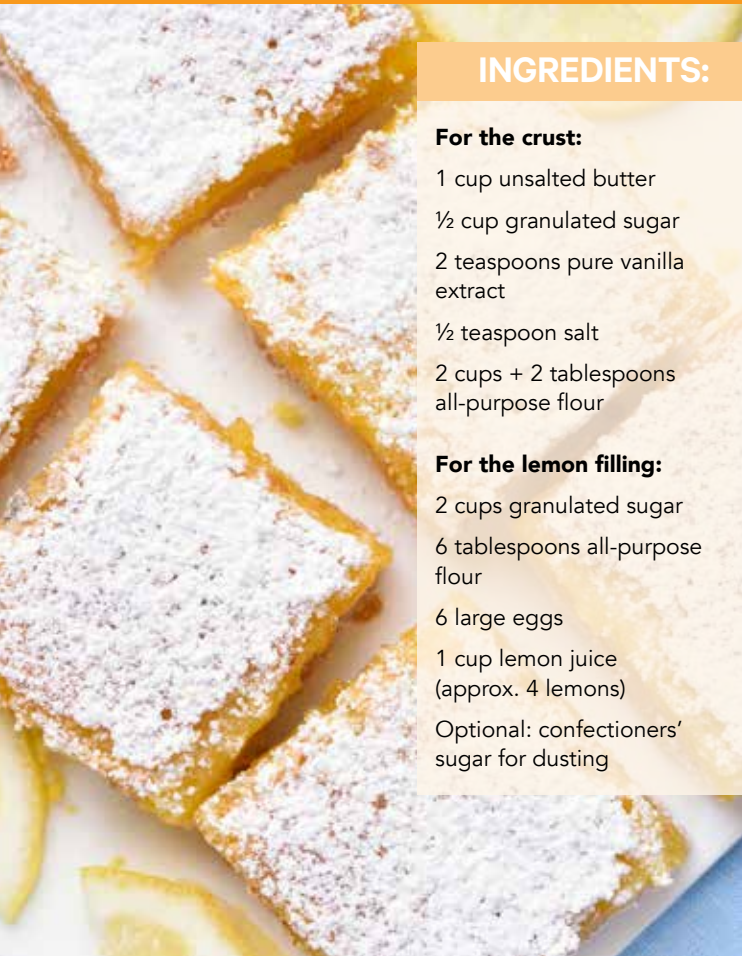 INGREDIENTS:
For the crust:
1 cup unsalted butter
½ cup granulated sugar
2 teaspoons pure vanilla
extract
½ teaspoon salt
2 cups + 2 tablespoons
all-purpose flour
For the lemon filling:
2 cups granulated sugar
6 tablespoons all-purpose
flour
6 large eggs
1 cup lemon juice
(approx. 4 lemons)
Optional: confectioners’
sugar for dusting